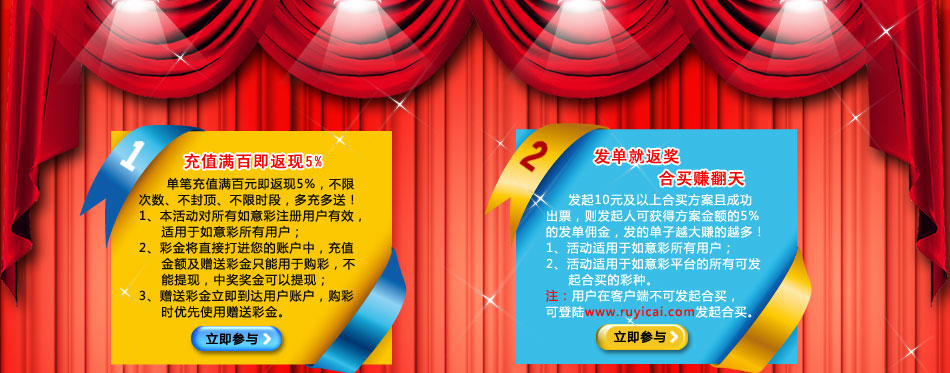 1
充值满百即返现5%
单笔充值满百元即返现5%，不限
次数、不封顶、不限时段，多充多送！
1、本活动对所有如意彩注册用户有效，
适用于如意彩所有用户；
2、彩金将直接打进您的账户中，充值
金额及赠送彩金只能用于购彩，不
能提现，中奖奖金可以提现；
3、赠送彩金立即到达用户账户，购彩
时优先使用赠送彩金。
立即参与
2
发单就返奖
合买赚翻天
发起10元及以上合买方案且成功
出票，则发起人可获得方案金额的5%
的发单佣金，发的单子越大赚的越多！
1、活动适用于如意彩所有用户；
2、活动适用于如意彩平台的所有可发
起合买的彩种。
注：用户在客户端不可发起合买，
可登陆www.ruyicai.com发起合买。
立即参与